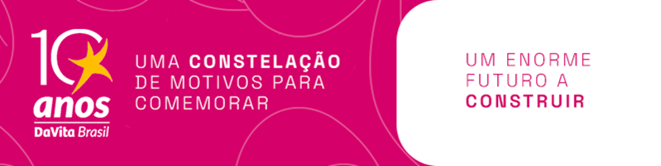 10
anos
DaVita Brasil
UMA CONSTELAÇÃO
DE MOTIVOS PARA
COMEMORAR
UM ENORME
FUTURO A
CONSTRUIR